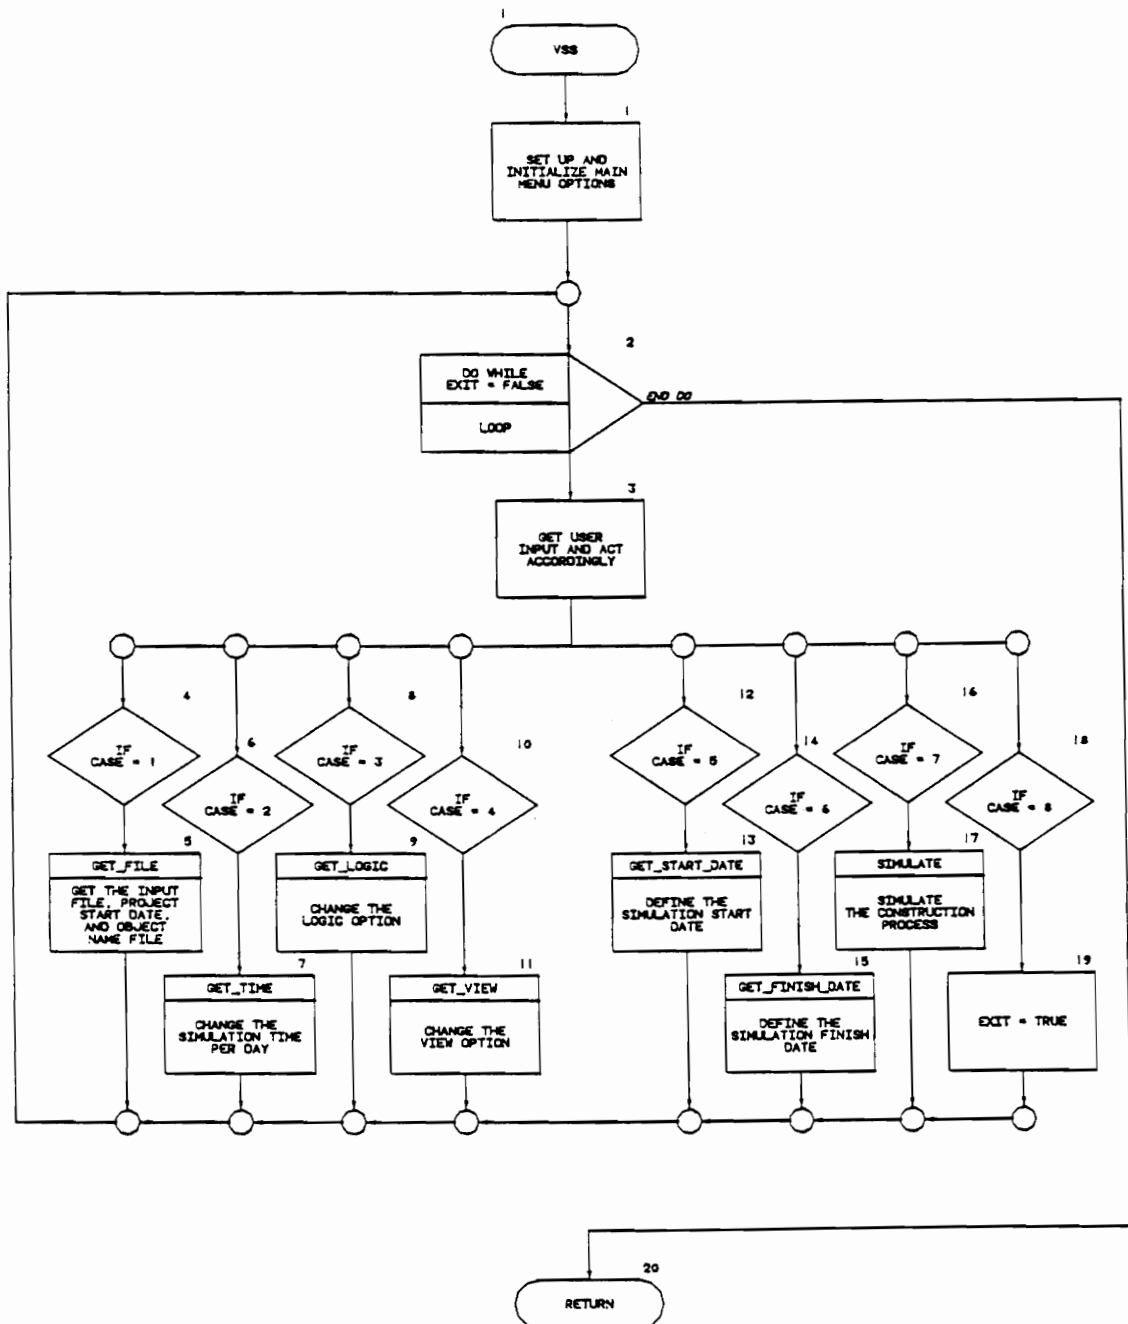 1
VSS
1
SET UP AND
INITIALIZE MAIN
MENU OPTIONS
2
DO WHILE
EXIT = FALSE
LOOP
END DO
3
GET USER
INPUT AND ACT
ACCORDINGLY
4
IF
CASE = 1
5
GET_FILE
GET THE INPUT
FILE, PROJECT
START DATE,
AND OBJECT
NAME FILE
6
IF
CASE = 2
7
GET_TIME
CHANGE THE
SIMULATION TIME
PER DAY
8
IF
CASE = 3
9
GET_LOGIC
CHANGE THE
LOGIC OPTION
10
IF
CASE = 4
11
GET_VIEW
CHANGE THE
VIEW OPTION
12
IF
CASE = 5
13
GET_START_DATE
DEFINE THE
SIMULATION START
DATE
14
IF
CASE = 6
15
GET_FINISH_DATE
DEFINE THE
SIMULATION FINISH
DATE
16
IF
CASE = 7
17
SIMULATE
SIMULATE
THE CONSTRUCTION
PROCESS
18
IF
CASE = 8
19
EXIT = TRUE
20
RETURN